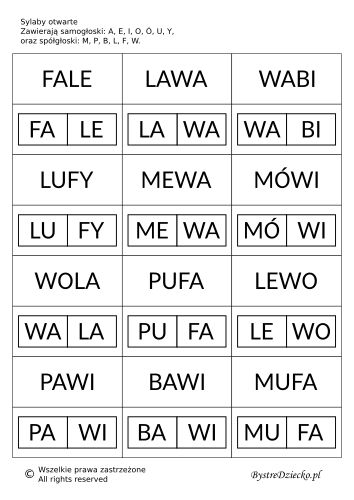 Sylaby otwarte
Zawierają samogłoski: A, E, I, O, Ó, U, Y,
oraz spółgłoski: M, P, B, L, F, W.
FALE LAWA WABI
FA LE LA WA WA BI
LUFY MEWA MÓWI
LU FY ME WA MÓ WI
WOLA PUFA LEWO
WA LA PU FA LE WO
PAWI BAWI MUFA
PA WI BA WI MU FA
© Wszelkie prawa zastrzeżone
All rights reserved
BystreDziecko.pl